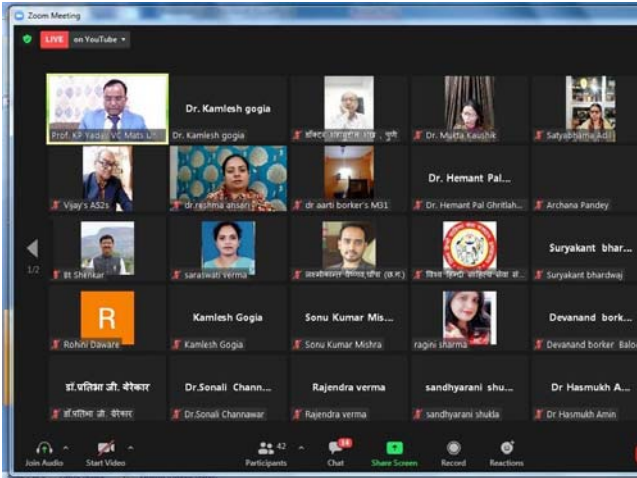 Zoom Meeting
LIVE on YouTube
Dr. Kamlesh gogia
Prof. KP Yadav VC Mats Un...
Dr. Kamlesh gogia
Dr. Mukta Kaushik
Satyabhama Adil
Dr. Hemant Pal...
Vijay's A52s
dr.reshma ansari
dr aarti borker's M31
Dr. Hemant Pal Ghritlah...
Archana Pandey
Suryakant bhar...
1/2
Bt Shenkar
saraswati verma
विश्व हिन्दी साहित्य सेवा सं...
Suryakant bhardwaj
R
Kamlesh Gogia
Sonu Kumar Mis...
Devanand bork...
Rohini Daware
Kamlesh Gogia
Sonu Kumar Mishra
ragini sharma
Devanand borker Balo
डॉ.प्रतिभा जी. येरेकार
Dr.Sonali Chann...
Rajendra verma
sandhyarani shu...
Dr Hasmukh A...
डॉ.प्रतिभा जी. येरेकार
Dr.Sonali Channawar
Rajendra verma
sandhyarani shukla
Dr Hasmukh Amin
42
14
Join Audio
Start Video
Participants
Chat
Share Screen
Record
Reactions